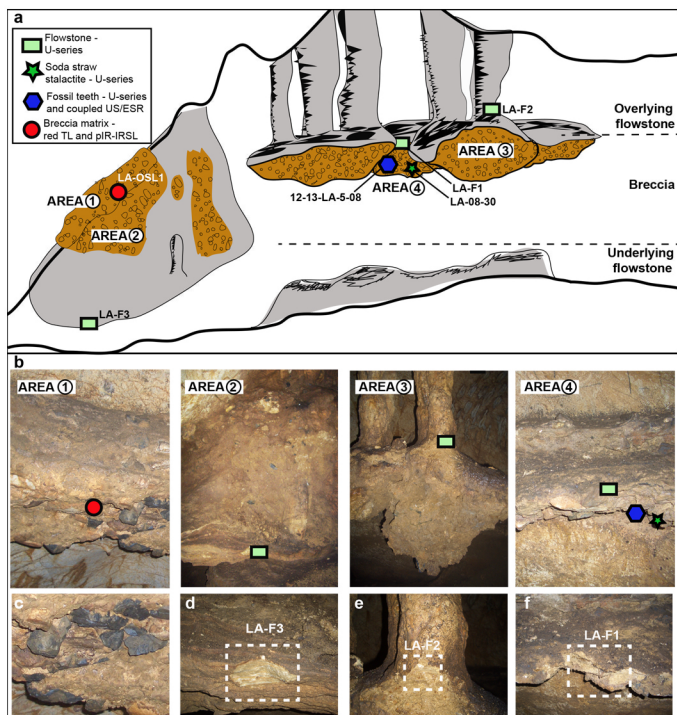 a
Flowstone -
U-series
Soda straw
stalactite - U-series
Fossil teeth - U-series
and coupled US/ESR
Breccia matrix -
red TL and pIR-IRSL
LA-F2
Overlying
flowstone
LA-OSL1
AREA 3
AREA 1
AREA 4
LA-F1
12-13-LA-5-08
LA-08-30
Breccia
AREA 2
Underlying
flowstone
LA-F3
b
AREA 1
AREA 2
AREA 3
AREA 4
c
d
LA-F3
e
LA-F2
f
LA-F1